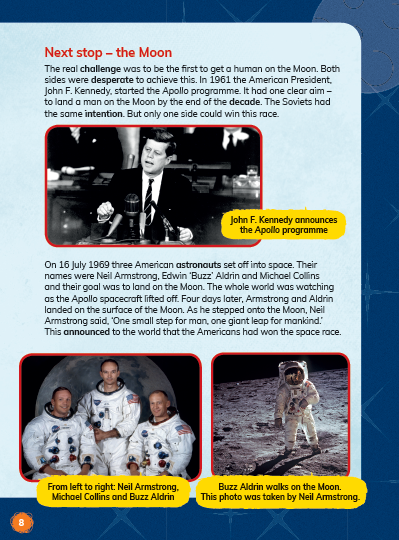 Next stop – the Moon
The real challenge was to be the first to get a human on the Moon. Both
sides were desperate to achieve this. In 1961 the American President,
John F. Kennedy, started the Apollo programme. It had one clear aim –
to land a man on the Moon by the end of the decade. The Soviets had
the same intention. But only one side could win this race.
John F. Kennedy announces
the Apollo programme
On 16 July 1969 three American astronauts set off into space. Their
names were Neil Armstrong, Edwin ‘Buzz’ Aldrin and Michael Collins
and their goal was to land on the Moon. The whole world was watching
as the Apollo spacecraft lifted off. Four days later, Armstrong and Aldrin
landed on the surface of the Moon. As he stepped onto the Moon, Neil
Armstrong said, ‘One small step for man, one giant leap for mankind.’
This announced to the world that the Americans had won the space race.
From left to right: Neil Armstrong,
Michael Collins and Buzz Aldrin
Buzz Aldrin walks on the Moon.
This photo was taken by Neil Armstrong.
8